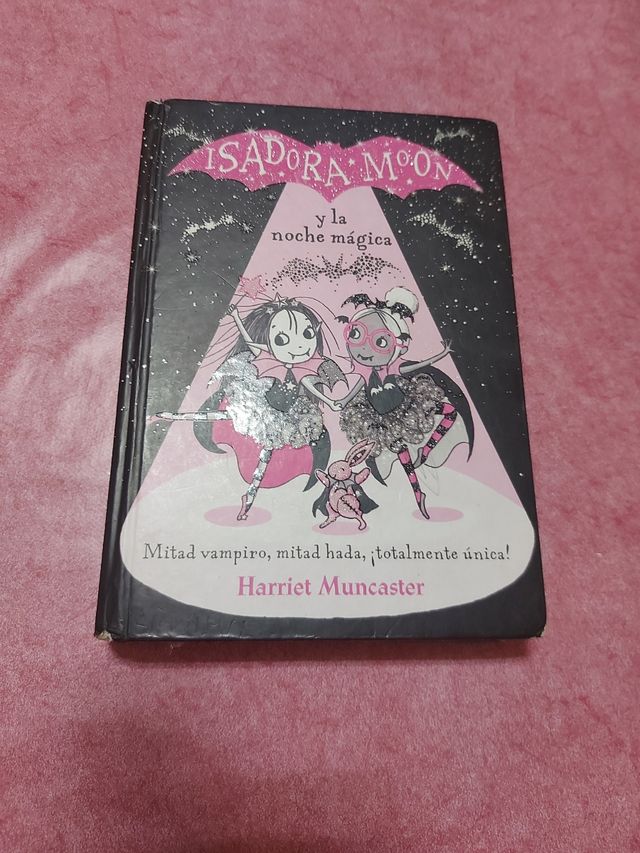 ISADORA MOON
y la
noche mágica
Mitad vampiro, mitad hada, ¡totalmente única!
Harriet Muncaster